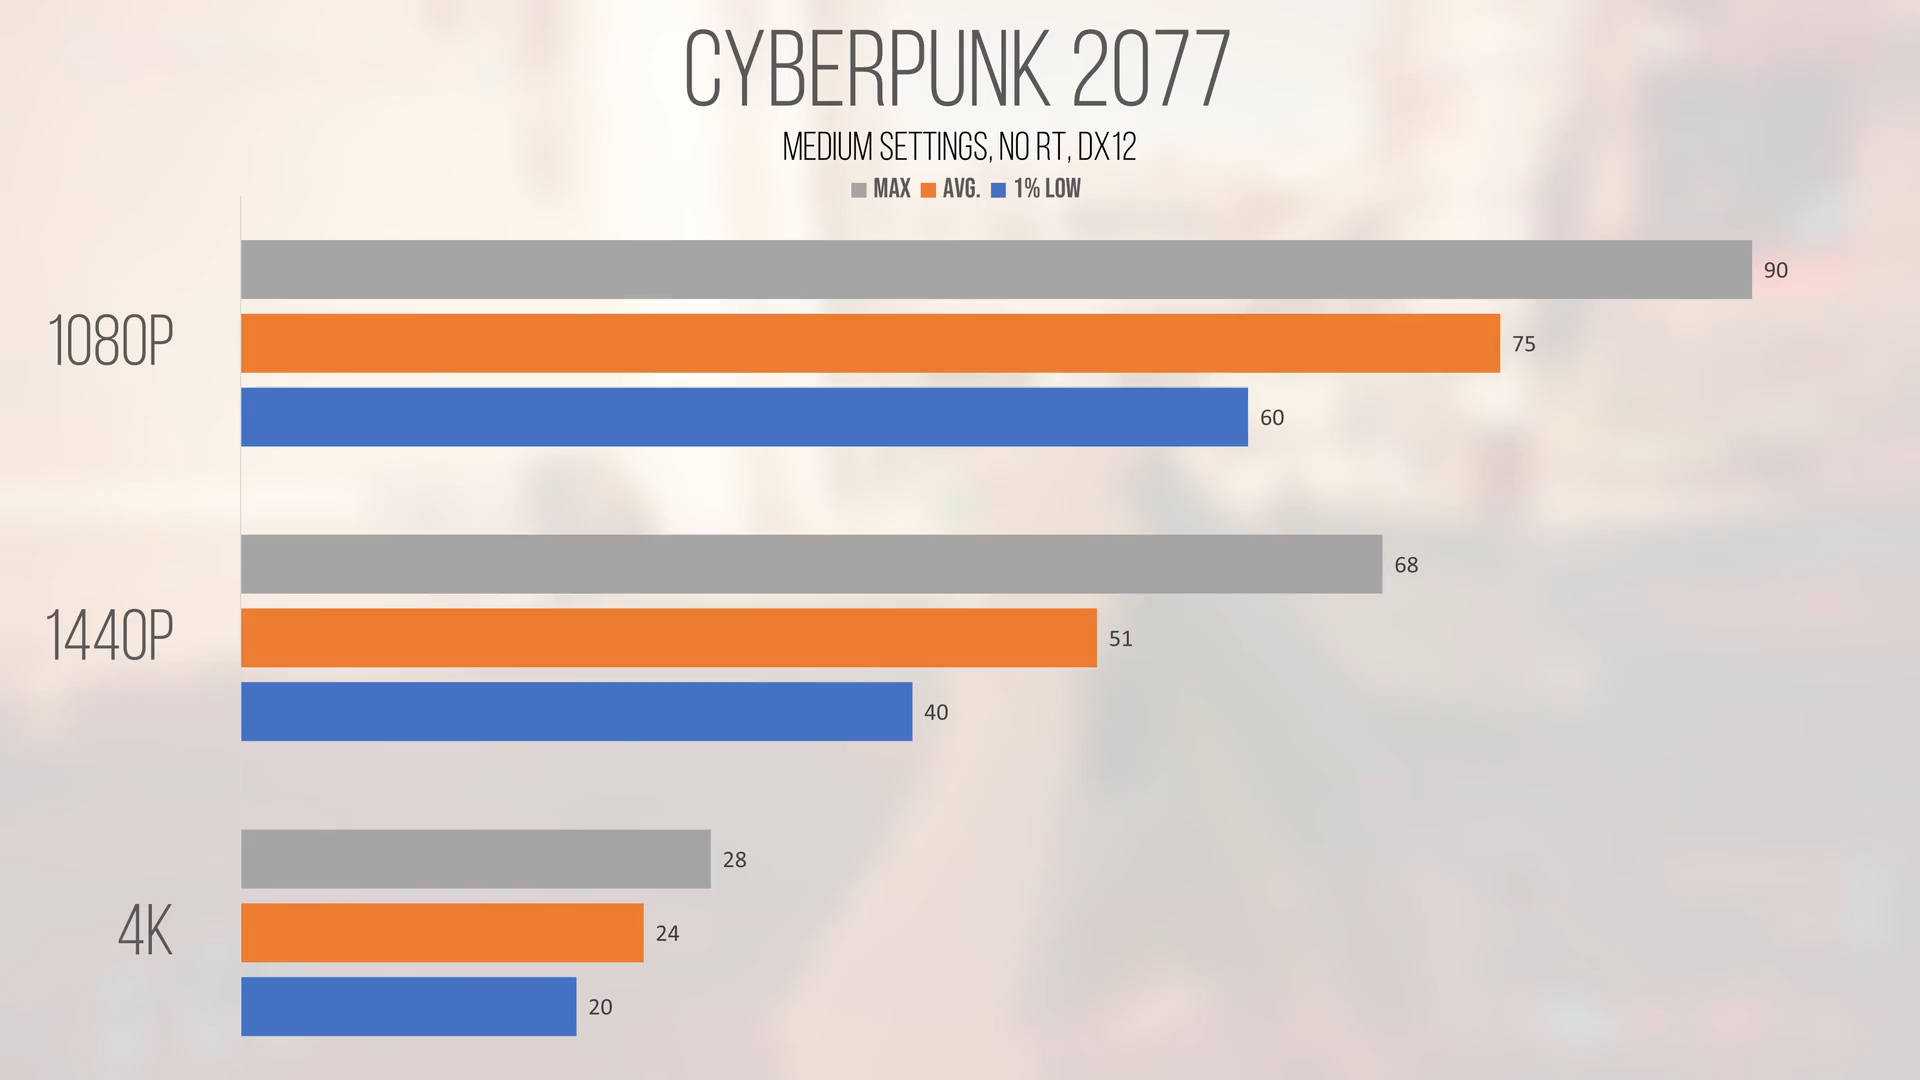 CYBERPUNK 2077
MEDIUM SETTINGS, NO RT, DX12
MAX AVG. 1% LOW
90
1080P
75
60
68
1440P
51
40
28
4K
24
20